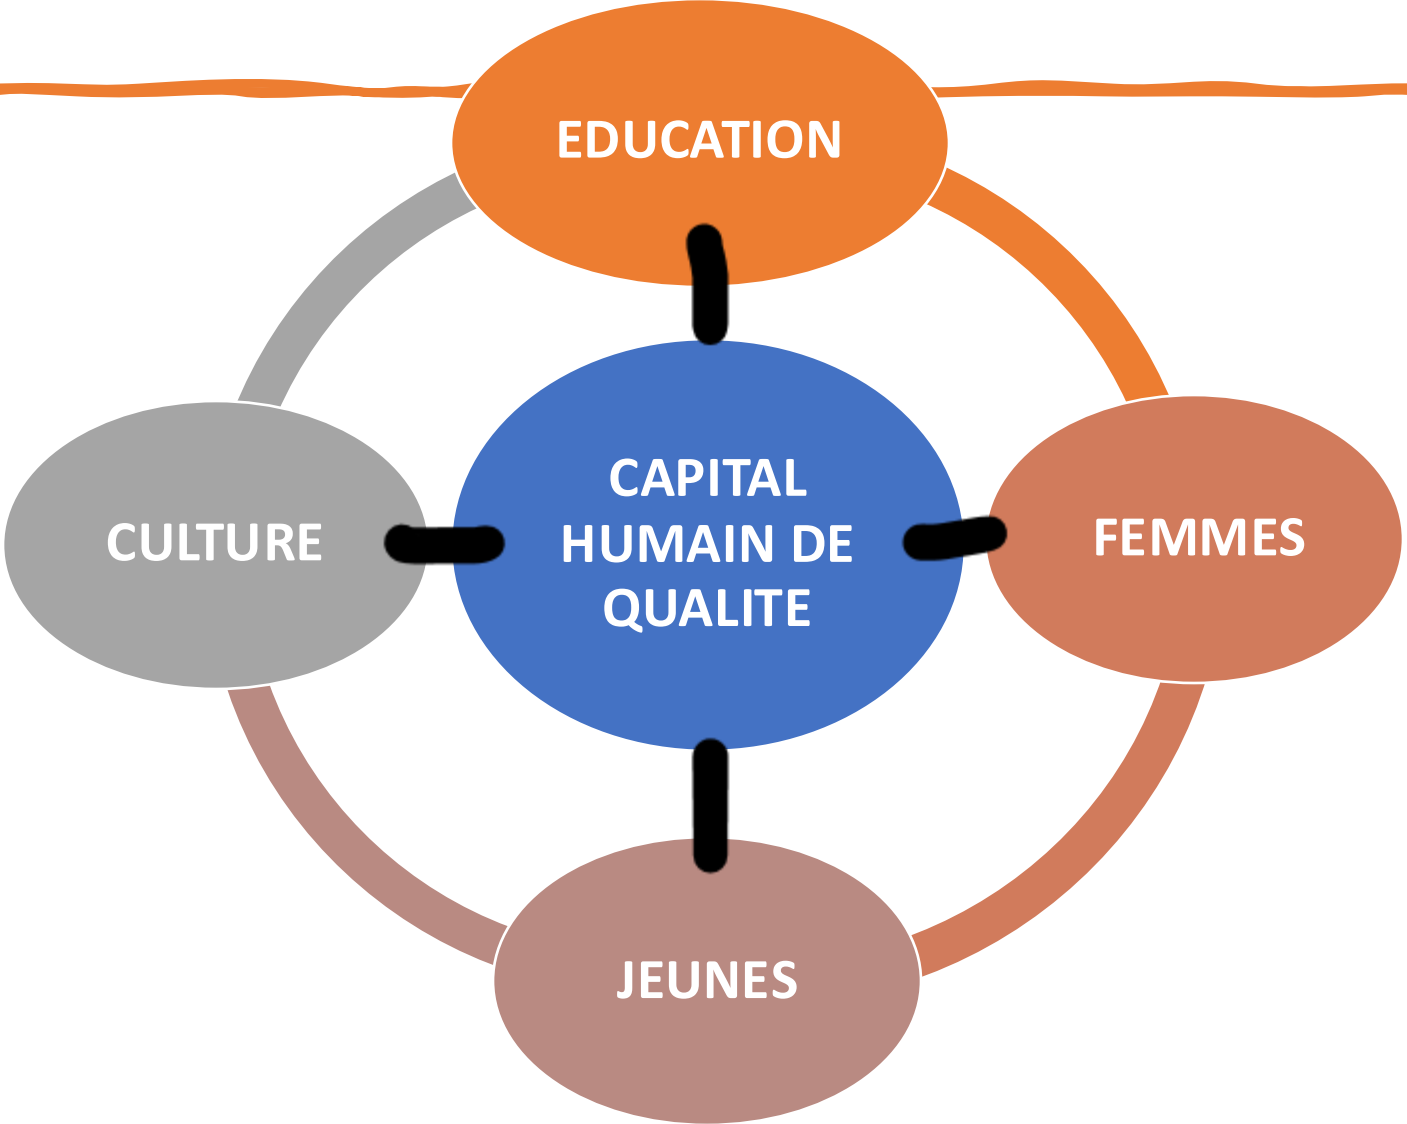 EDUCATION
CAPITAL
HUMAIN DE
QUALITE
CULTURE
FEMMES
JEUNES